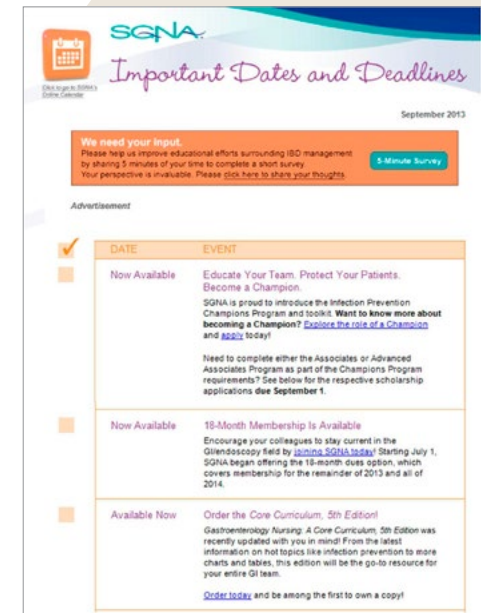 SGNA
Important Dates and Deadlines
Click to go to SGNA's
Online Calendar
September 2013
We need your input.
Please help us improve educational efforts surrounding IBD management
by sharing 5 minutes of your time to complete a short survey.
Your perspective is invaluable. Please click here to share your thoughts.
5-Minute Survey
Advertisement
DATE EVENT
Now Available Educate Your Team. Protect Your Patients.
Become a Champion.
SGNA is proud to introduce the Infection Prevention
Champions Program and toolkit. Want to know more about
becoming a Champion? Explore the role of a Champion
and apply today!
Need to complete either the Associates or Advanced
Associates Program as part of the Champions Program
requirements? See below for the respective scholarship
applications due September 1.
Now Available 18-Month Membership Is Available
Encourage your colleagues to stay current in the
GI/endoscopy field by joining SGNA today! Starting July 1,
SGNA began offering the 18-month dues option, which
covers membership for the remainder of 2013 and all of
2014.
Available Now Order the Core Curriculum, 5th Edition!
Gastroenterology Nursing: A Core Curriculum, 5th Edition was
recently updated with you in mind! From the latest
information on hot topics like infection prevention to more
charts and tables, this edition will be the go-to resource for
your entire GI team.
Order today and be among the first to own a copy!